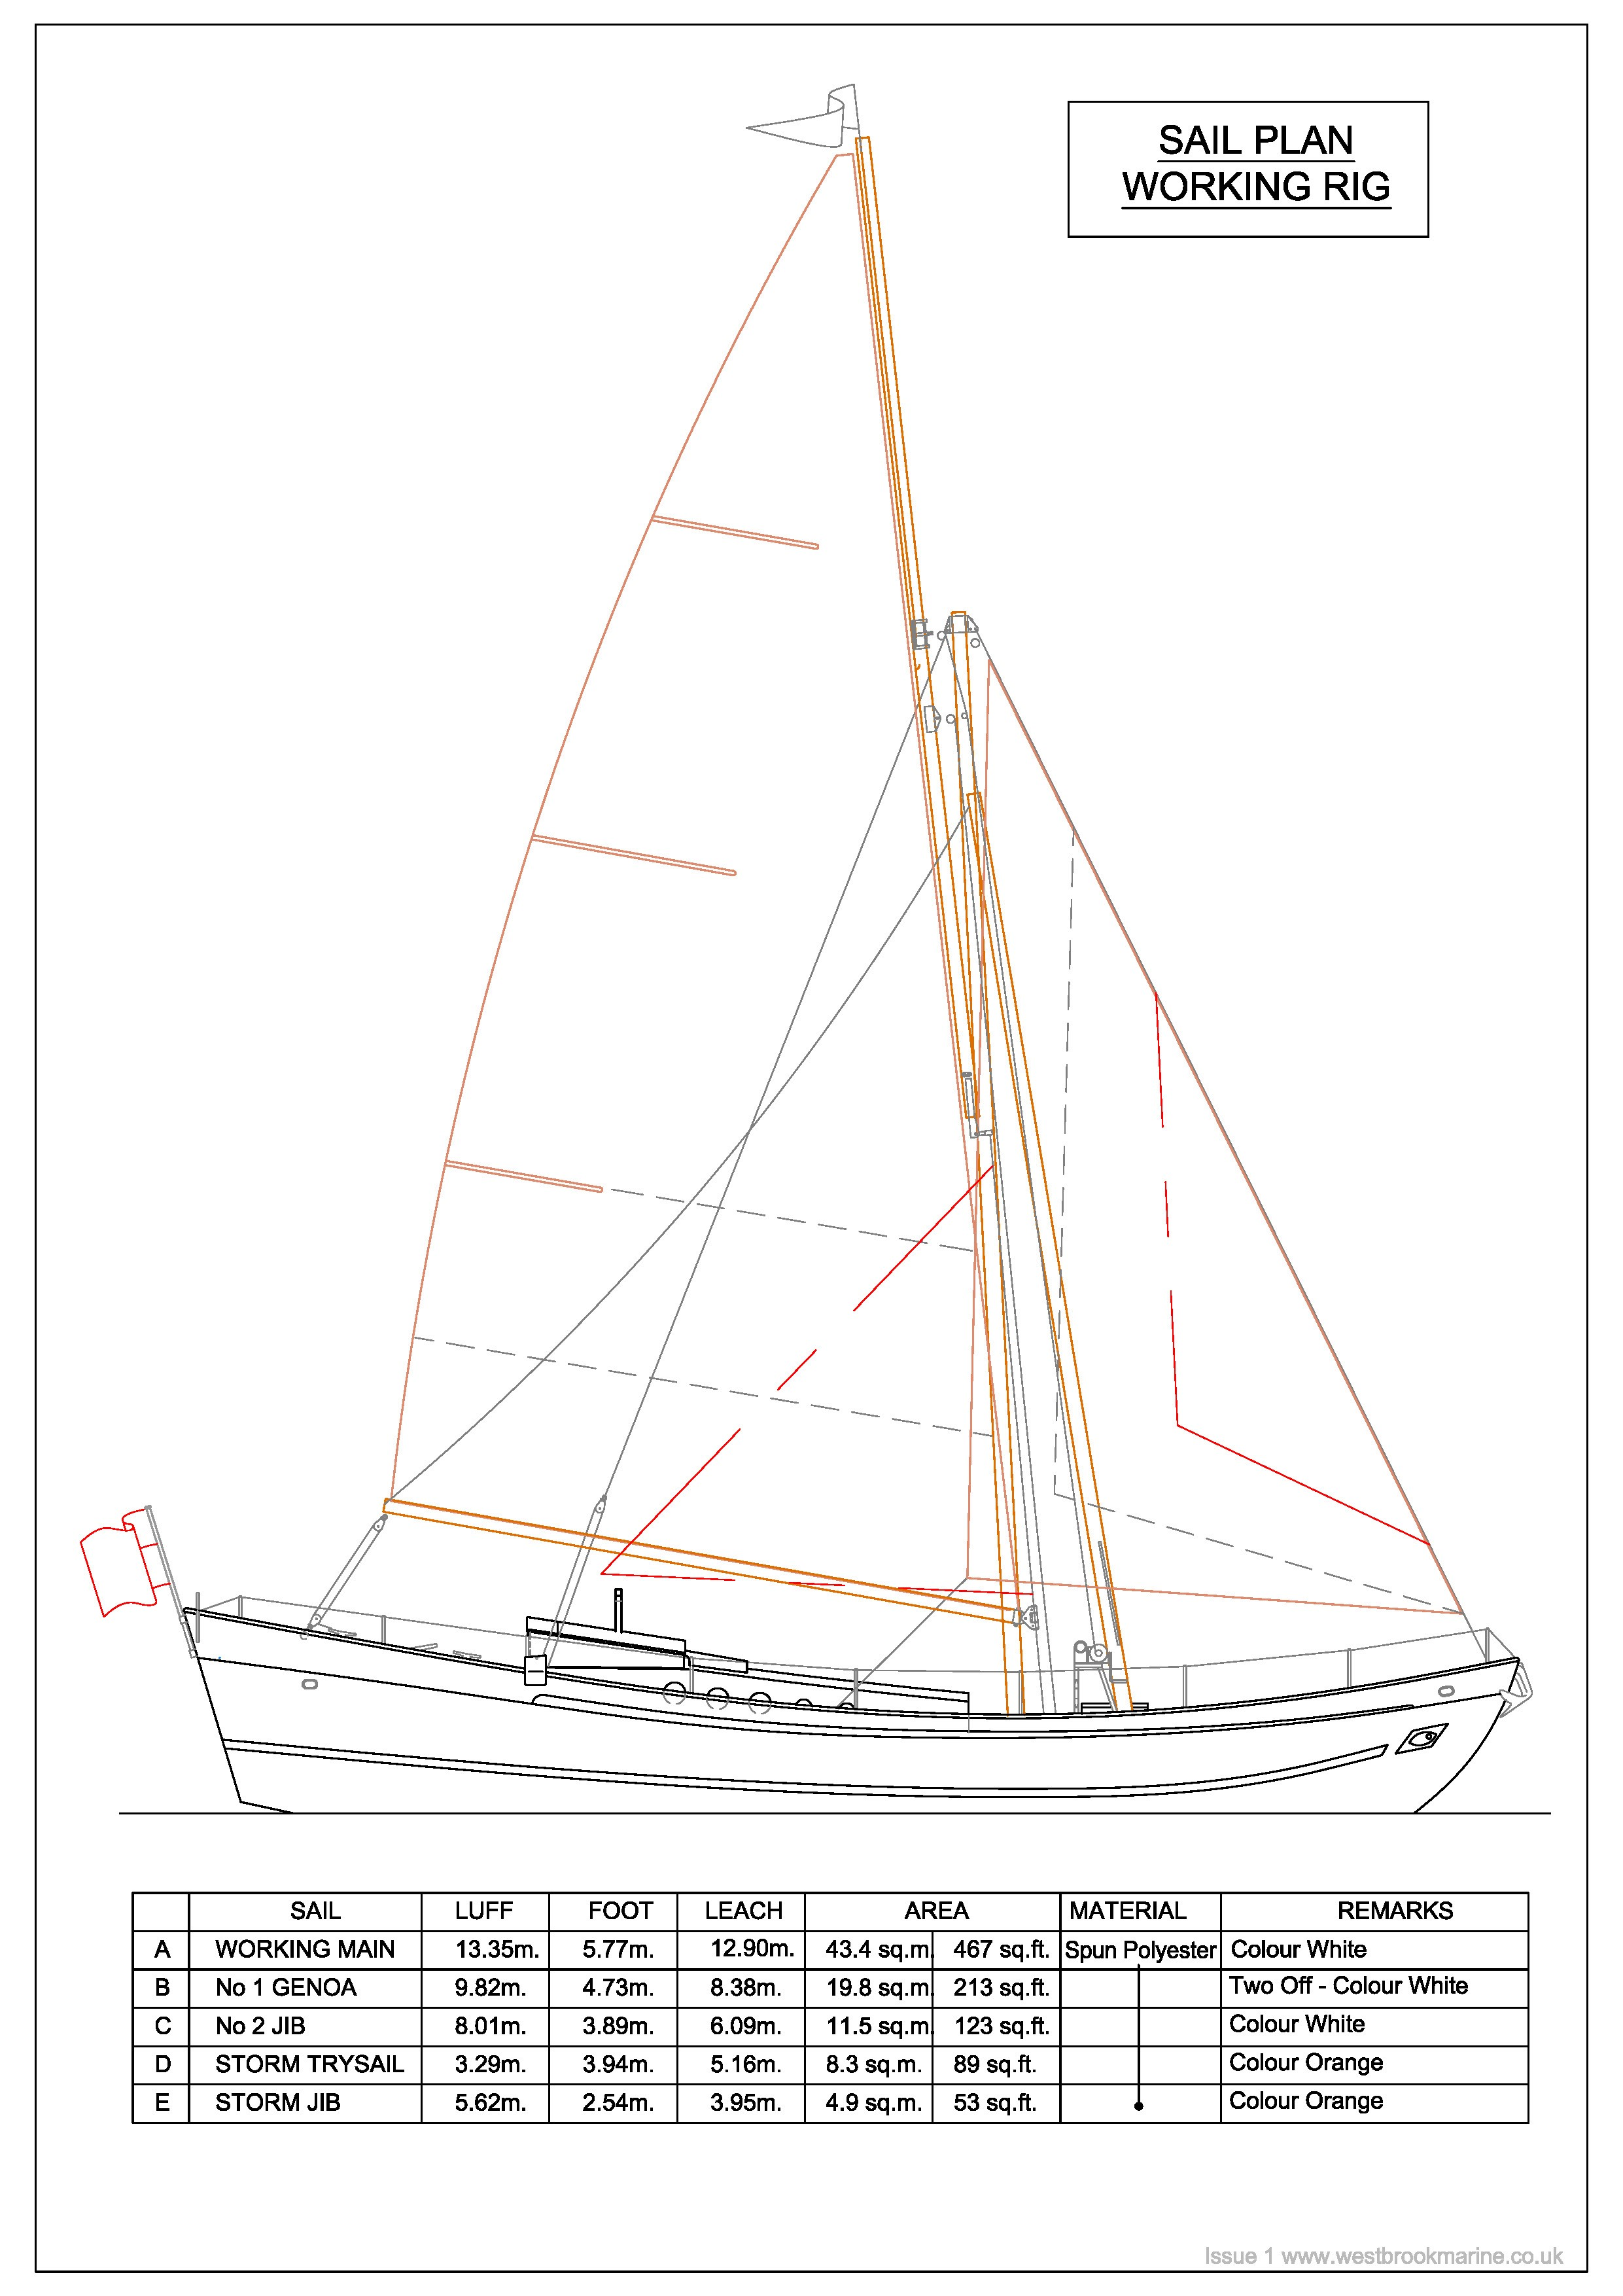 SAIL PLAN
WORKING RIG
SAIL LUFF FOOT LEACH AREA MATERIAL REMARKS
A WORKING MAIN 13.35m. 5.77m. 12.90m. 43.4 sq.m. 467 sq.ft. Spun Polyester Colour White
B No 1 GENOA 9.82m. 4.73m. 8.38m. 19.8 sq.m. 213 sq.ft. Two Off - Colour White
C No 2 JIB 8.01m. 3.89m. 6.09m. 11.5 sq.m. 123 sq.ft. Colour White
D STORM TRYSAIL 3.29m. 3.94m. 5.16m. 8.3 sq.m. 89 sq.ft. Colour Orange
E STORM JIB 5.62m. 2.54m. 3.95m. 4.9 sq.m. 53 sq.ft. Colour Orange
Issue 1 www.westbrookmarine.co.uk